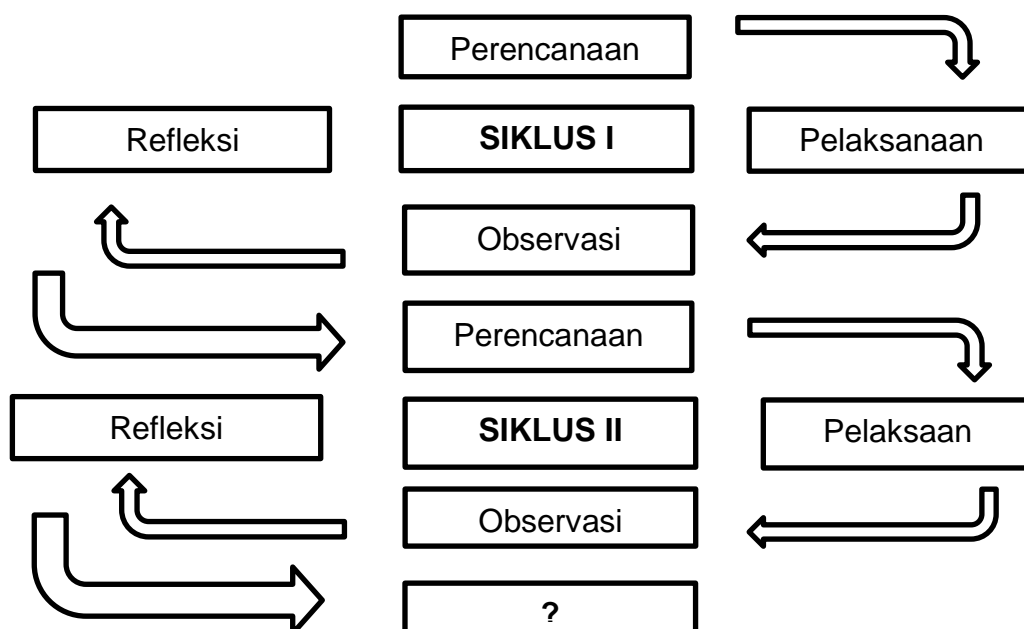 Perencanaan
Refleksi
SIKLUS I
Pelaksanaan
Observasi
Perencanaan
Refleksi
SIKLUS II
Pelaksaan
Observasi
?